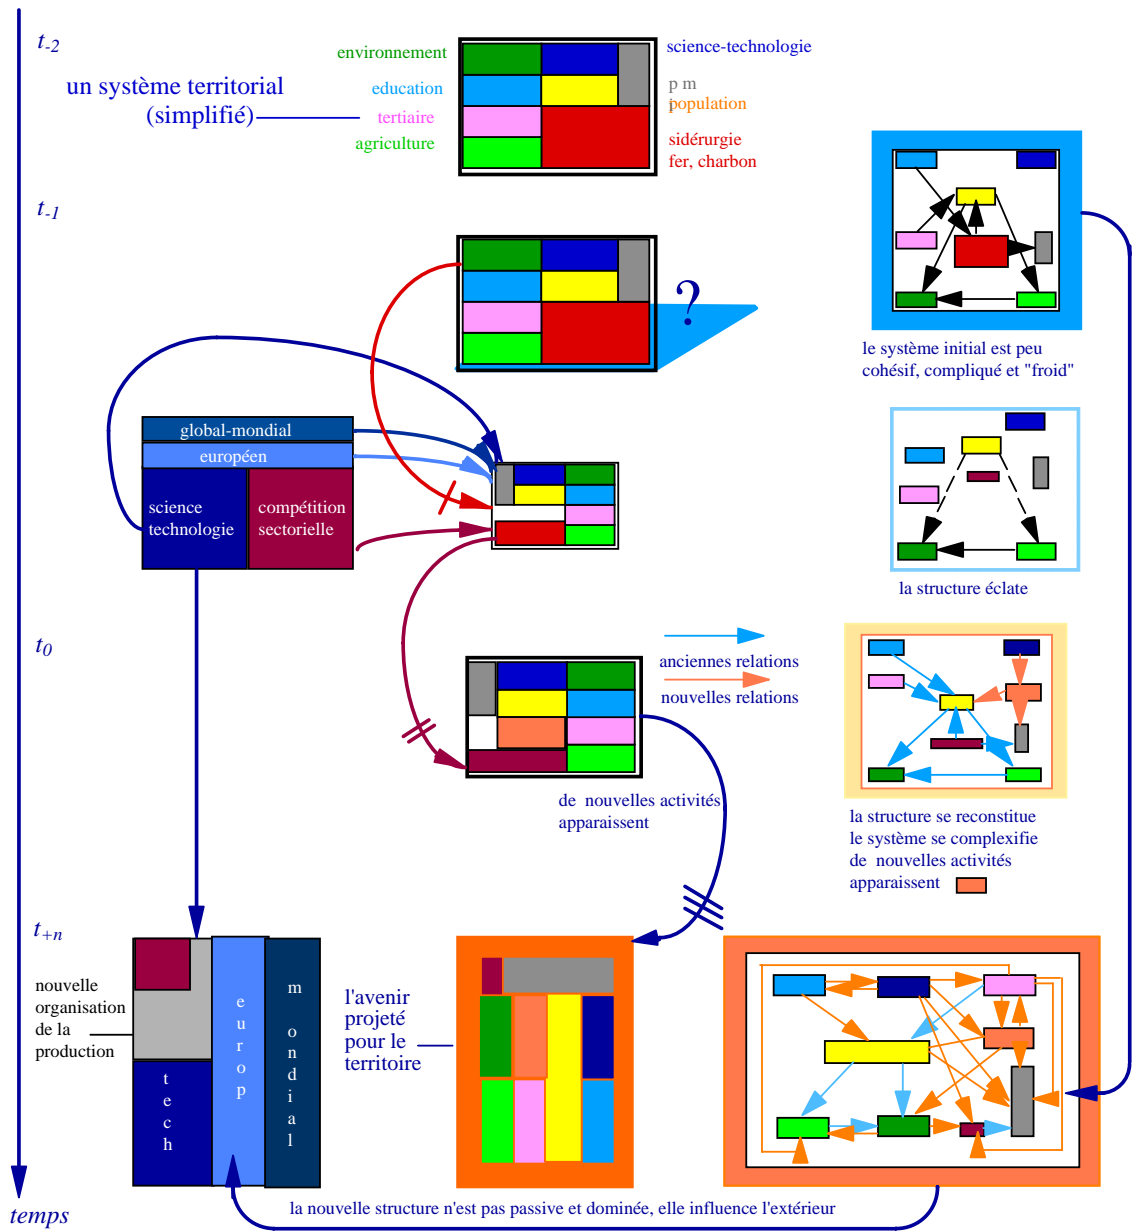 t-2
environnement
science-technologie
un système territorial
(simplifié)
education
p m
i
population
tertiaire
agriculture
sidérurgie
fer, charbon
t-1
?
le système initial est peu
cohésif, compliqué et "froid"
global-mondial
européen
science
technologie
compétition
sectorielle
la structure éclate
t0
anciennes relations
nouvelles relations
de nouvelles activités
apparaissent
la structure se reconstitue
le système se complexifie
de nouvelles activités
apparaissent
t+n
nouvelle
organisation
de la
production
tech
europ
m ondial
l'avenir
projeté
pour le
territoire
la nouvelle structure n'est pas passive et dominée, elle influence l'extérieur
temps